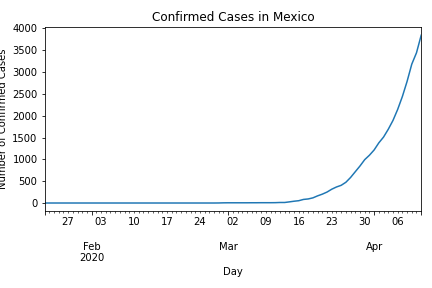 Confirmed Cases in Mexico
4000
3500
3000
2500
2000
1500
1000
500
0
Number of Confirmed Cases
27 03 10 17 24 02 09 16 23 30 06
Feb Mar Apr
2020
Day